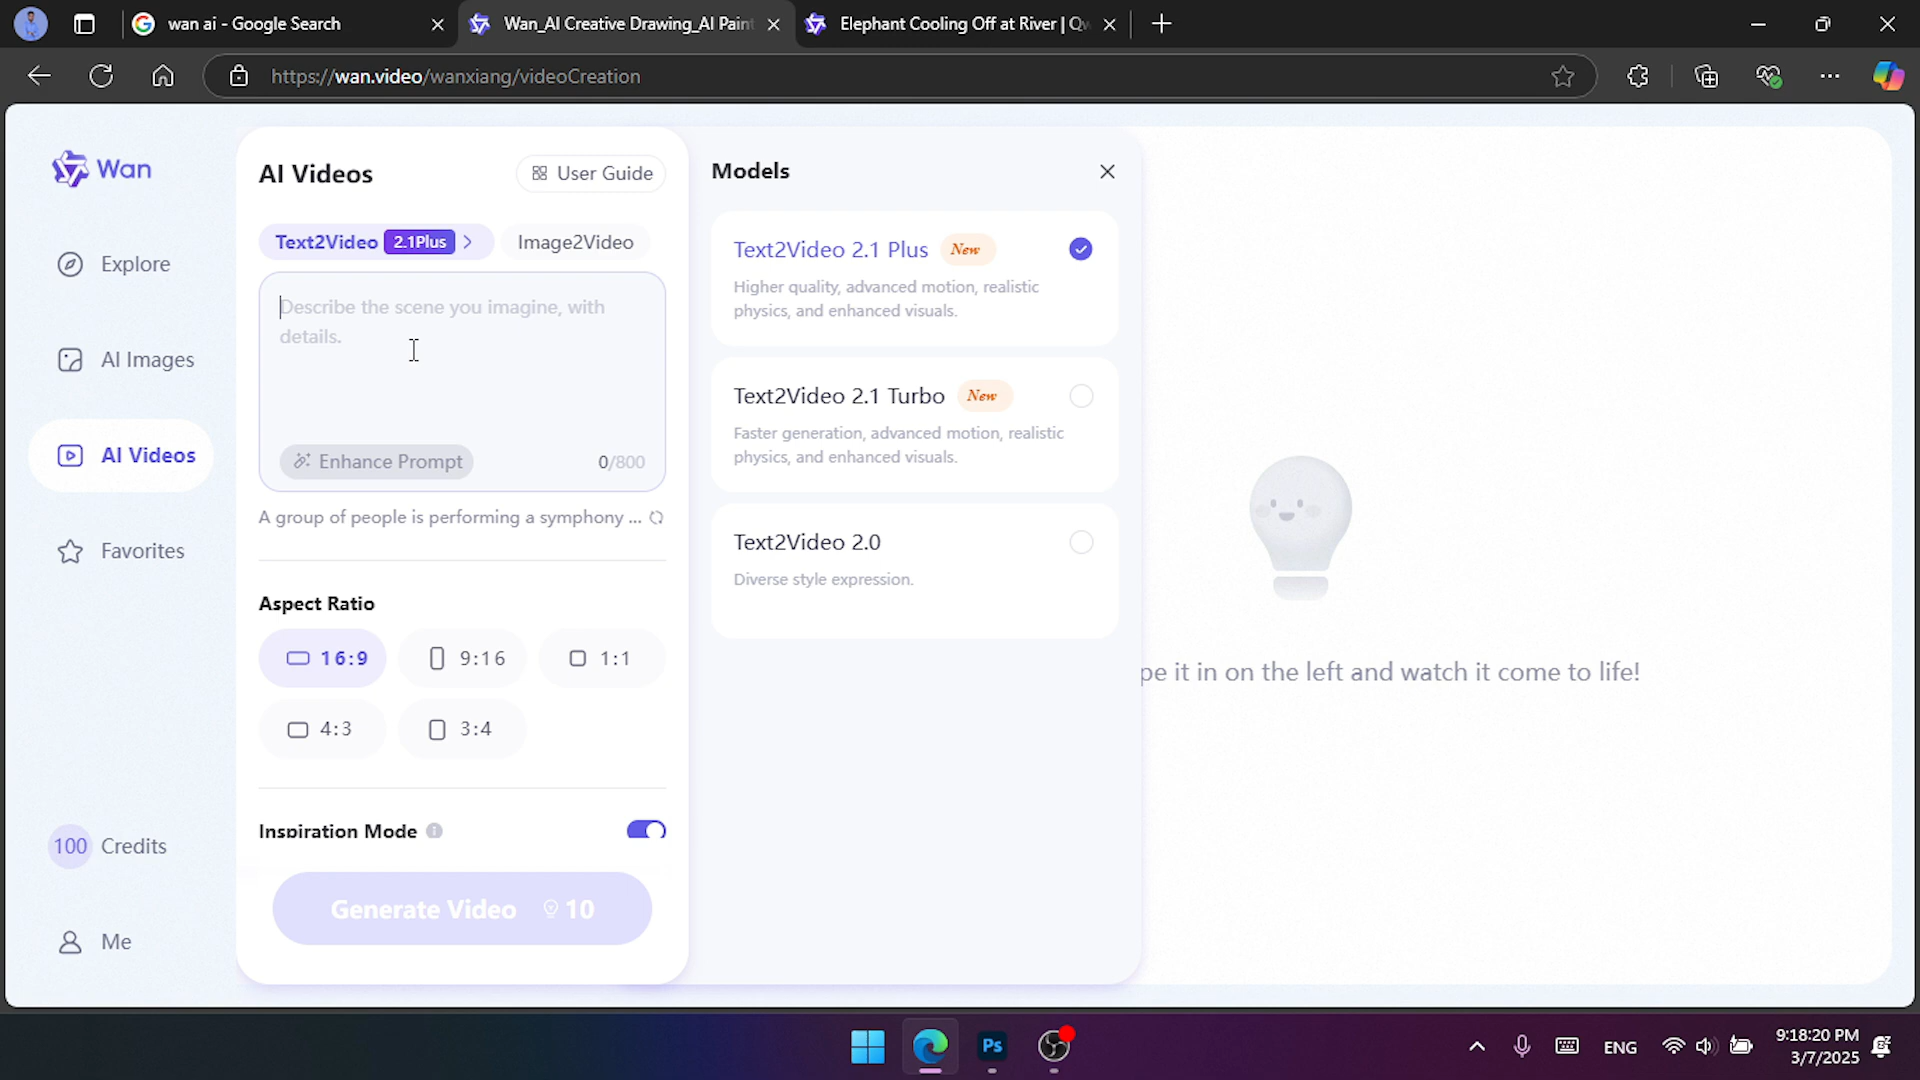 wan ai - Google Search
Wan_AI Creative Drawing_AI Paint
Elephant Cooling Off at River | Qw
https://wan.video/wanxiang/videoCreation
Wan
Explore
AI Images
AI Videos
Favorites
100 Credits
Me
AI Videos
User Guide
Text2Video 2.1Plus
Image2Video
Describe the scene you imagine, with
details.
Enhance Prompt
0/800
A group of people is performing a symphony ...
Aspect Ratio
16:9
9:16
1:1
4:3
3:4
Inspiration Mode
Generate Video 10
Models
Text2Video 2.1 Plus New
Higher quality, advanced motion, realistic
physics, and enhanced visuals.
Text2Video 2.1 Turbo New
Faster generation, advanced motion, realistic
physics, and enhanced visuals.
Text2Video 2.0
Diverse style expression.
pe it in on the left and watch it come to life!
Ps
ENG
9:18:20 PM
3/7/2025